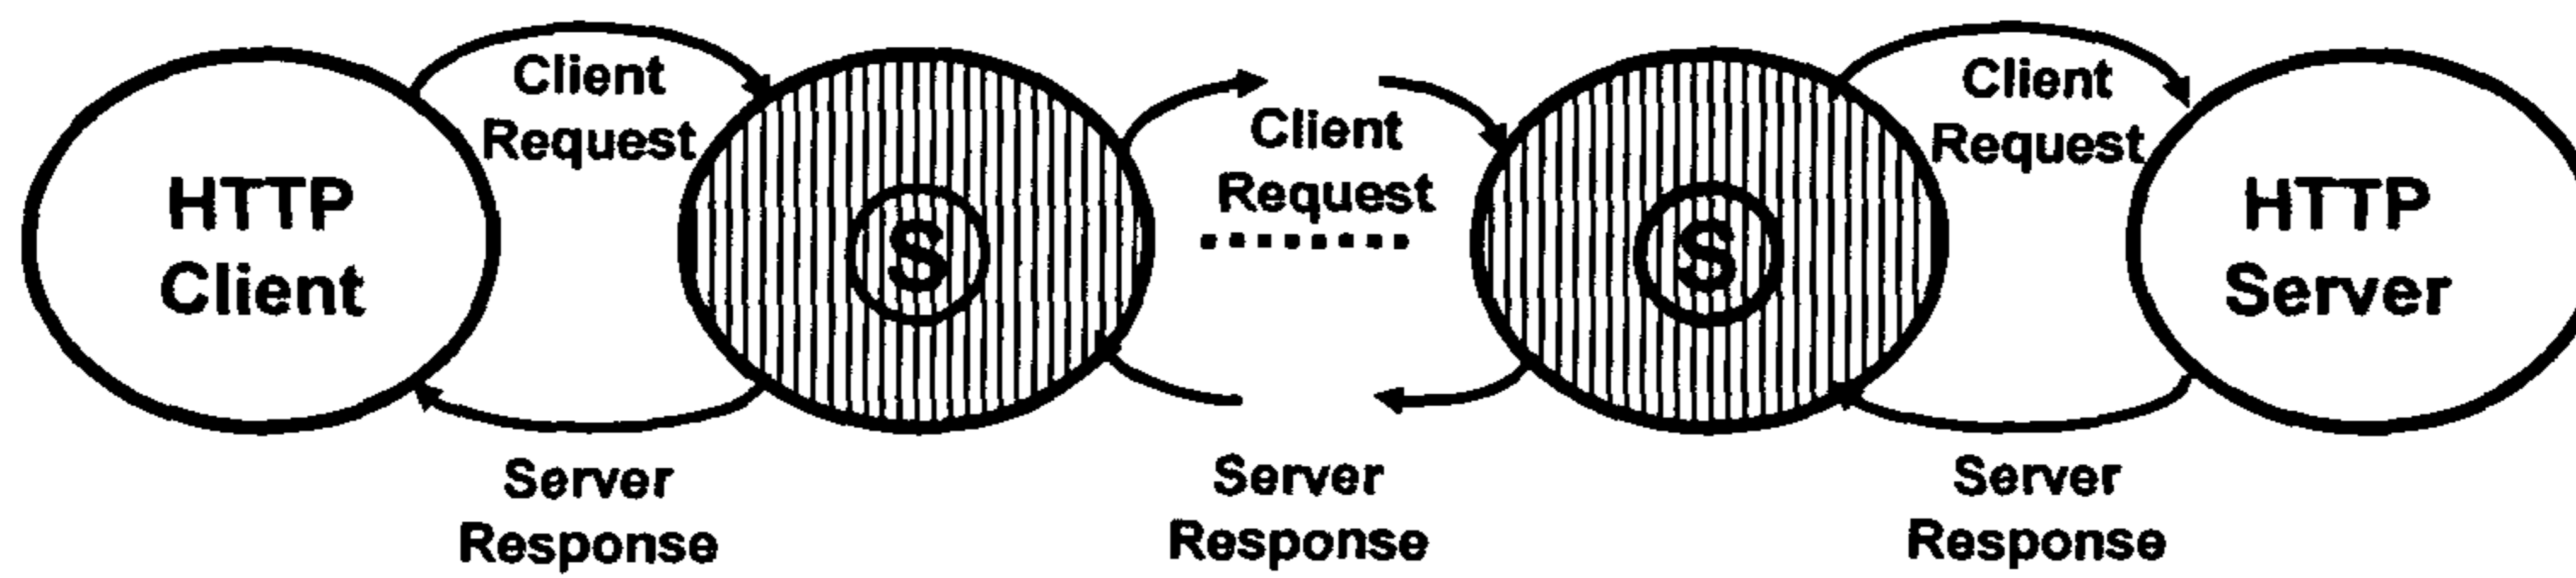 Client
Request
HTTP
Client
S
Server
Response
Client
Request
Server
Response
S
Client
Request
HTTP
Server
Server
Response